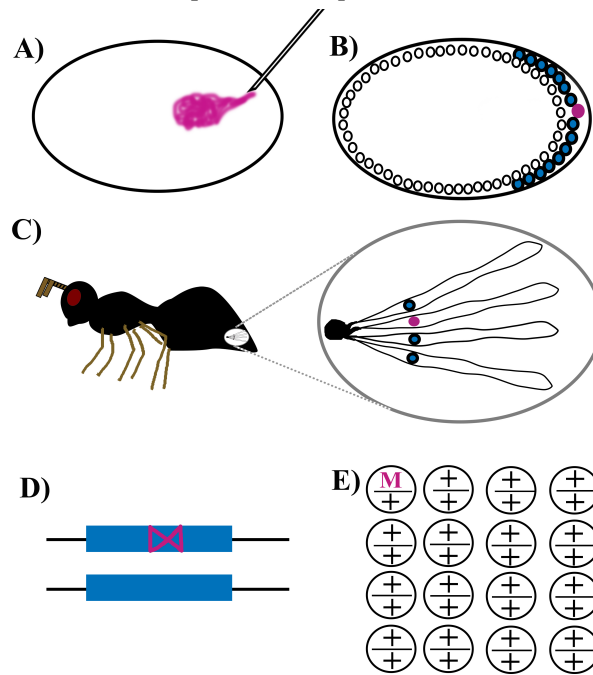 A)
B)
C)
D)
E)
M + + +
+ + + +
+ + + +
+ + + +
+ + + +
+ + + +
+ + + +
+ + + +